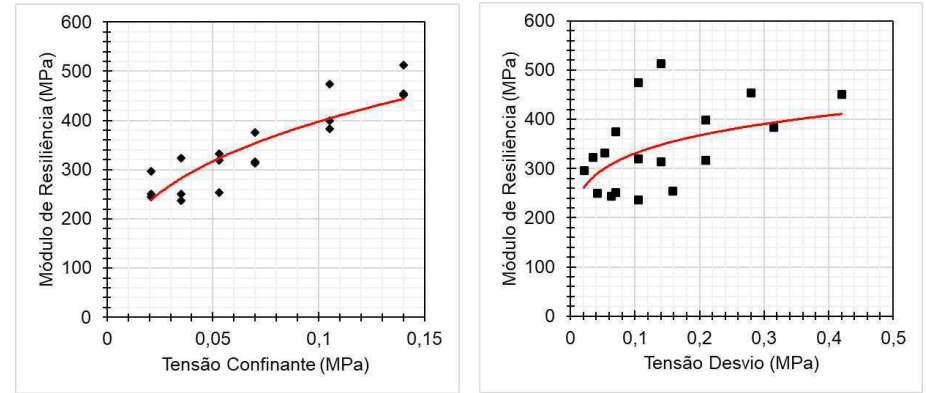 600
500
400
300
200
100
0
Módulo de Resiliência (MPa)
0 0,05 0,1 0,15
Tensão Confinante (MPa)
600
500
400
300
200
100
0
Módulo de Resiliência (MPa)
0 0,1 0,2 0,3 0,4 0,5
Tensão Desvio (MPa)